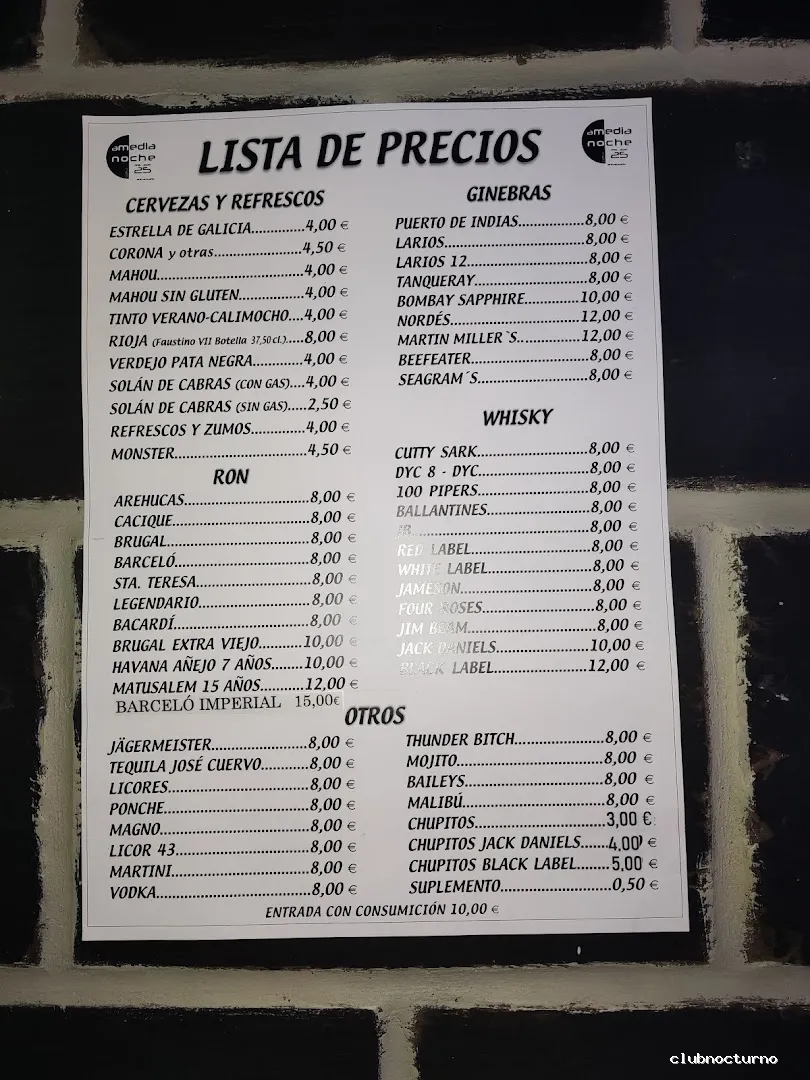 amedia
noche
25
LISTA DE PRECIOS
amedia
noche
25
CERVEZAS Y REFRESCOS
ESTRELLA DE GALICIA.............4,00 €
CORONA y otras......................4,50 €
MAHOU...................................4,00 €
MAHOU SIN GLUTEN...............4,00 €
TINTO VERANO-CALIMOCHO....4,00 €
RIOJA (Faustino VII Botella 37,50 cl.).....8,00 €
VERDEJO PATA NEGRA............4,00 €
SOLÁN DE CABRAS (CON GAS)....4,00 €
SOLÁN DE CABRAS (SIN GAS).....2,50 €
REFRESCOS Y ZUMOS.............4,00 €
MONSTER................................4,50 €
RON
AREHUCAS..............................8,00 €
CACIQUE.................................8,00 €
BRUGAL..................................8,00 €
BARCELÓ................................8,00 €
STA. TERESA...........................8,00 €
LEGENDARIO..........................8,00 €
BACARDÍ................................8,00 €
BRUGAL EXTRA VIEJO...........10,00 €
HAVANA AÑEJO 7 AÑOS........10,00 €
MATUSALEM 15 AÑOS...........12,00 €
BARCELÓ IMPERIAL 15,00€
GINEBRAS
PUERTO DE INDIAS................8,00 €
LARIOS..................................8,00 €
LARIOS 12.............................8,00 €
TANQUERAY..........................8,00 €
BOMBAY SAPPHIRE.............10,00 €
NORDÉS...............................12,00 €
MARTIN MILLER`S...............12,00 €
BEEFEATER............................8,00 €
SEAGRAM´S...........................8,00 €
WHISKY
CUTTY SARK..........................8,00 €
DYC 8 - DYC..........................8,00 €
100 PIPERS............................8,00 €
BALLANTINES........................8,00 €
JB..........................................8,00 €
RED LABEL............................8,00 €
WHITE LABEL........................8,00 €
JAMESON..............................8,00 €
FOUR ROSES..........................8,00 €
JIM BEAM..............................8,00 €
JACK DANIELS......................10,00 €
BLACK LABEL.......................12,00 €
OTROS
JÄGERMEISTER.......................8,00 €
TEQUILA JOSÉ CUERVO...........8,00 €
LICORES.................................8,00 €
PONCHE.................................8,00 €
MAGNO..................................8,00 €
LICOR 43................................8,00 €
MARTINI.................................8,00 €
VODKA...................................8,00 €
THUNDER BITCH....................8,00 €
MOJITO..................................8,00 €
BAILEYS.................................8,00 €
MALIBÚ.................................8,00 €
CHUPITOS..............................3,00 €
CHUPITOS JACK DANIELS......4,00 €
CHUPITOS BLACK LABEL.......5,00 €
SUPLEMENTO.........................0,50 €
ENTRADA CON CONSUMICIÓN 10,00 €
clubnocturno